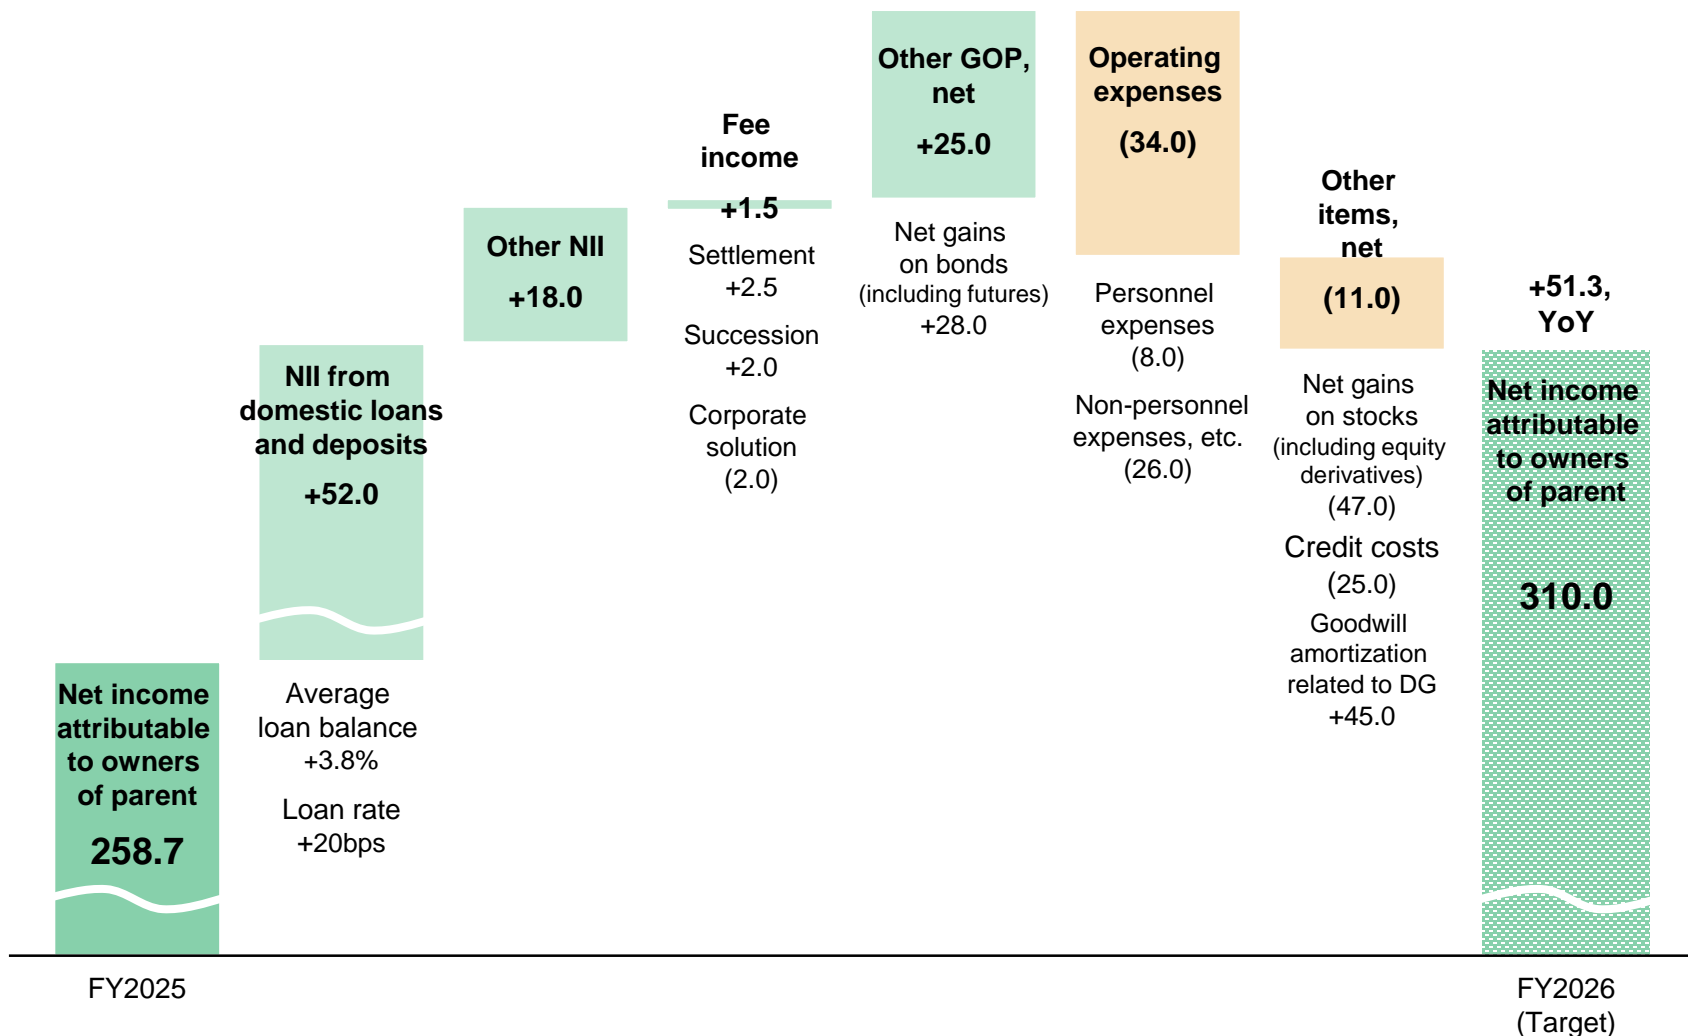 Net income
attributable
to owners
of parent
258.7
FY2025
NII from
domestic loans
and deposits
+52.0
Average
loan balance
+3.8%
Loan rate
+20bps
Other NII
+18.0
Fee
income
+1.5
Settlement
+2.5
Succession
+2.0
Corporate
solution
(2.0)
Other GOP,
net
+25.0
Net gains
on bonds
(including futures)
+28.0
Operating
expenses
(34.0)
Personnel
expenses
(8.0)
Non-personnel
expenses, etc.
(26.0)
Other
items,
net
(11.0)
Net gains
on stocks
(including equity
derivatives)
(47.0)
Credit costs
(25.0)
Goodwill
amortization
related to DG
+45.0
+51.3,
YoY
Net income
attributable
to owners
of parent
310.0
FY2026
(Target)